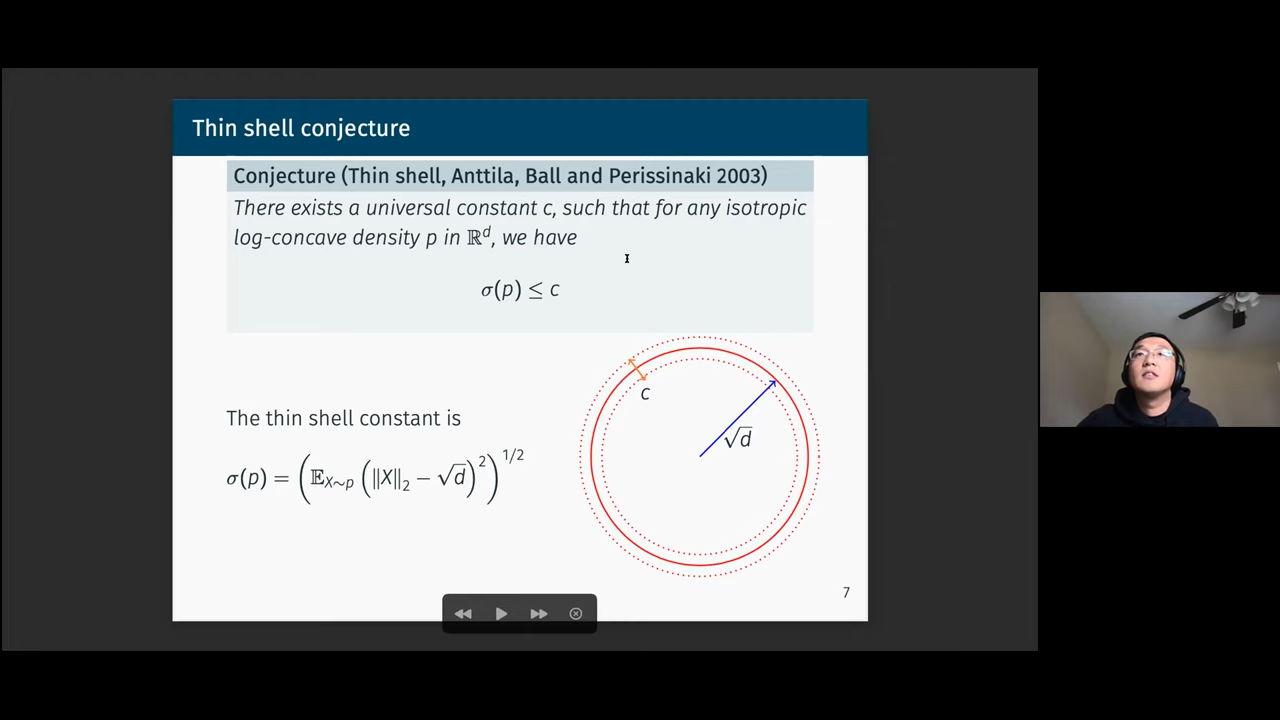 Thin shell conjecture
Conjecture (Thin shell, Anttila, Ball and Perissinaki 2003)
There exists a universal constant c, such that for any isotropic
log-concave density p in ℝᵈ, we have
σ(p) ≤ c
The thin shell constant is
σ(p) = (𝔼_{X∼p} (‖X‖₂ − √d)²)^{1/2}
c
√d
7